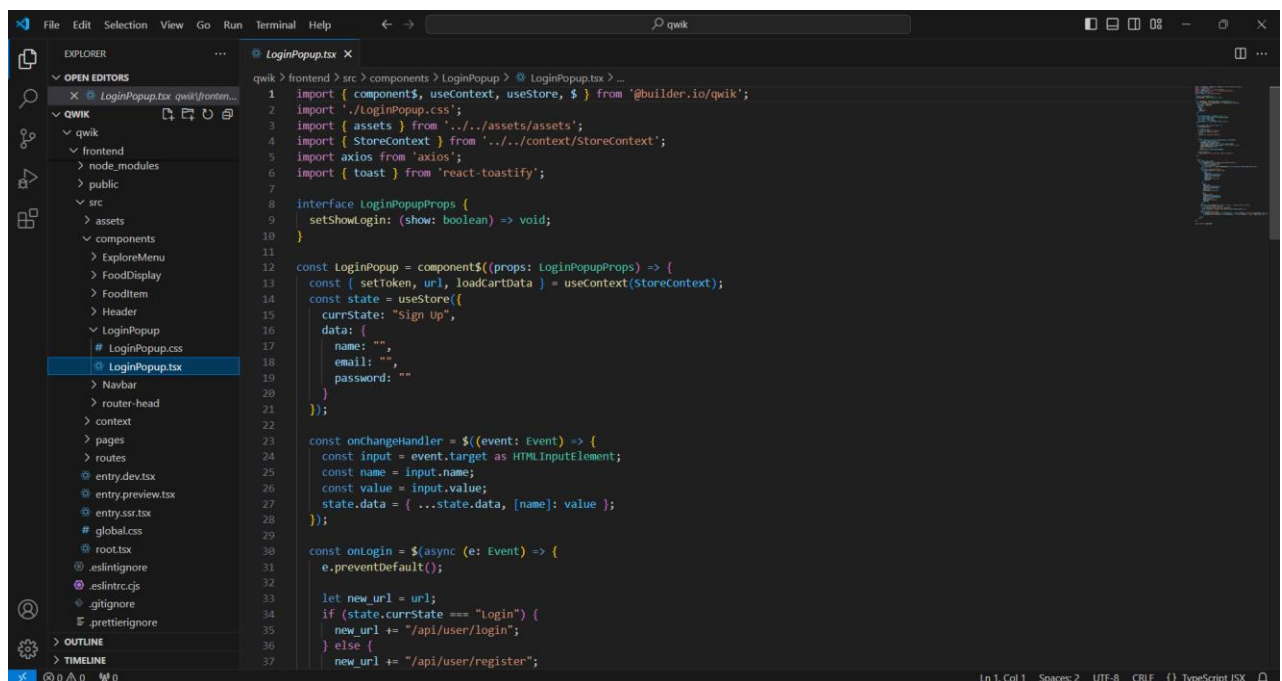 File Edit Selection View Go Run Terminal Help
qwik
EXPLORER
OPEN EDITORS
LoginPopup.tsx qwik\fronten...
QWIK
qwik
frontend
node_modules
public
src
assets
components
ExploreMenu
FoodDisplay
FoodItem
Header
LoginPopup
# LoginPopup.css
LoginPopup.tsx
Navbar
router-head
context
pages
routes
entry.dev.tsx
entry.preview.tsx
entry.ssr.tsx
# global.css
root.tsx
.eslintignore
.eslintrc.cjs
.gitignore
.prettierignore
OUTLINE
TIMELINE
LoginPopup.tsx
qwik > frontend > src > components > LoginPopup > LoginPopup.tsx > ...
1 import { component$, useContext, useStore, $ } from '@builder.io/qwik';
2 import './LoginPopup.css';
3 import { assets } from '../../assets/assets';
4 import { StoreContext } from '../../context/StoreContext';
5 import axios from 'axios';
6 import { toast } from 'react-toastify';
7
8 interface LoginPopupProps {
9 setShowLogin: (show: boolean) => void;
10 }
11
12 const LoginPopup = component$((props: LoginPopupProps) => {
13 const { setToken, url, loadCartData } = useContext(StoreContext);
14 const state = useStore({
15 currState: "Sign Up",
16 data: {
17 name: "",
18 email: "",
19 password: ""
20 }
21 });
22
23 const onChangeHandler = $((event: Event) => {
24 const input = event.target as HTMLInputElement;
25 const name = input.name;
26 const value = input.value;
27 state.data = { ...state.data, [name]: value };
28 });
29
30 const onLogin = $(async (e: Event) => {
31 e.preventDefault();
32
33 let new_url = url;
34 if (state.currState === "Login") {
35 new_url += "/api/user/login";
36 } else {
37 new_url += "/api/user/register";
0 0 0 Ln 1, Col 1 Spaces: 2 UTF-8 CRLF {} TypeScript JSX